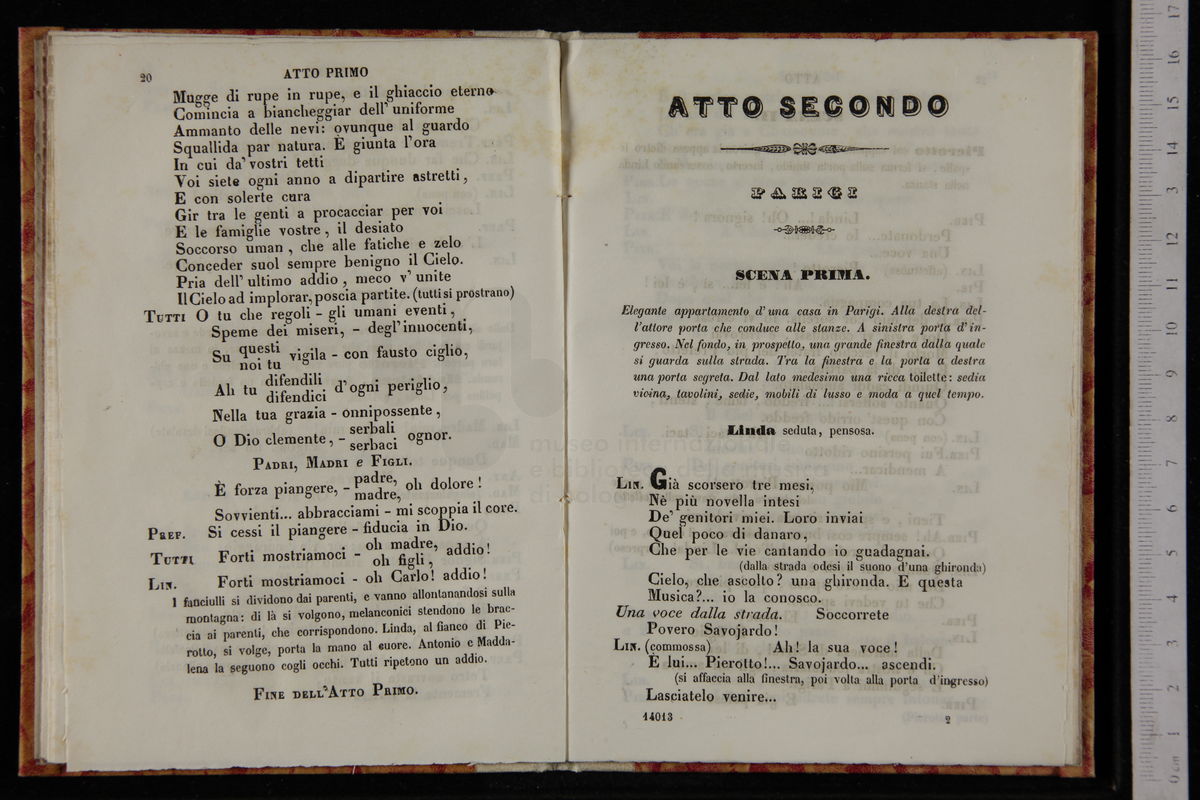 20
ATTO PRIMO
Mugge di rupe in rupe, e il ghiaccio eterno
Comincia a biancheggiar dell' uniforme
Ammanto delle nevi: ovunque al guardo
Squallida par natura. È giunta l'ora
In cui da' vostri tetti
Voi siete ogni anno a dipartire astretti,
E con solerte cura
Gir tra le genti a procacciar per voi
E le famiglie vostre, il desiato
Soccorso uman, che alle fatiche e zelo
Conceder suol sempre benigno il Cielo.
Pria dell' ultimo addio, meco v' unite
Il Cielo ad implorar, poscia partite. (tutti si prostrano)
TUTTI O tu che regoli - gli umani eventi,
Speme dei miseri, - degl' innocenti,
Su questi vigila - con fausto ciglio,
noi tu
Ah tu difendili d' ogni periglio,
difendici
Nella tua grazia - onnipossente,
O Dio clemente, - serbali ognor.
serbaci
PADRI, MADRI e FIGLI.
È forza piangere, - padre, oh dolore!
madre,
Sovvienti... abbracciami - mi scoppia il core.
PREF. Si cessi il piangere - fiducia in Dio.
TUTTI Forti mostriamoci - oh madre, addio!
oh figli,
LIN. Forti mostriamoci - oh Carlo! addio!
I fanciulli si dividono dai parenti, e vanno allontanandosi sulla
montagna: di là si volgono, melanconici stendono le brac-
cia ai parenti, che corrispondono. Linda, al fianco di Pie-
rotto, si volge, porta la mano al cuore. Antonio e Madda-
lena la seguono cogli occhi. Tutti ripetono un addio.
FINE DELL'ATTO PRIMO.
ATTO SECONDO
PARIGI
SCENA PRIMA.
Elegante appartamento d' una casa in Parigi. Alla destra del-
l'attore porta che conduce alle stanze. A sinistra porta d' in-
gresso. Nel fondo, in prospetto, una grande finestra dalla quale
si guarda sulla strada. Tra la finestra e la porta a destra
una porta segreta. Dal lato medesimo una ricca toilette: sedia
vicina, tavolini, sedie, mobili di lusso e moda a quel tempo.
Linda seduta, pensosa.
LIN. Già scorsero tre mesi,
Nè più novella intesi
De' genitori miei. Loro inviai
Quel poco di danaro,
Che per le vie cantando io guadagnai.
(dalla strada odesi il suono d'una ghironda)
Cielo, che ascolto? una ghironda. E questa
Musica?... io la conosco.
Una voce dalla strada. Soccorrete
Povero Savojardo!
LIN. (commossa) Ah! la sua voce!
E lui... Pierotto!... Savojardo... ascendi.
(si affaccia alla finestra, poi volta alla porta d'ingresso)
Lasciatelo venire...
14013
2
museo internazionale
e biblioteca della musica
di bologna